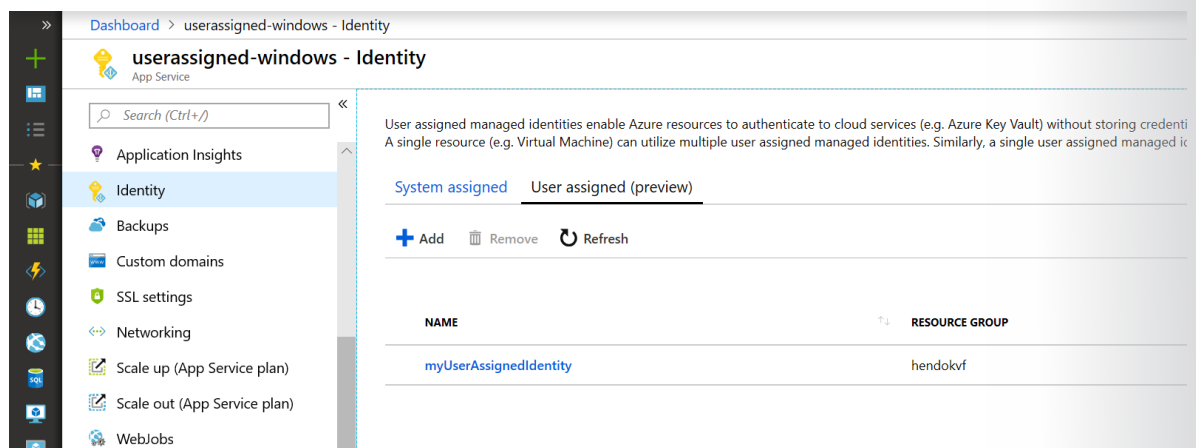 »
Dashboard > userassigned-windows - Identity
userassigned-windows - Identity
App Service
Search (Ctrl+/)
«
Application Insights
Identity
Backups
Custom domains
SSL settings
Networking
Scale up (App Service plan)
Scale out (App Service plan)
WebJobs
User assigned managed identities enable Azure resources to authenticate to cloud services (e.g. Azure Key Vault) without storing credenti
A single resource (e.g. Virtual Machine) can utilize multiple user assigned managed identities. Similarly, a single user assigned managed ic
System assigned User assigned (preview)
Add Remove Refresh
NAME RESOURCE GROUP
myUserAssignedIdentity hendokvf
SQL